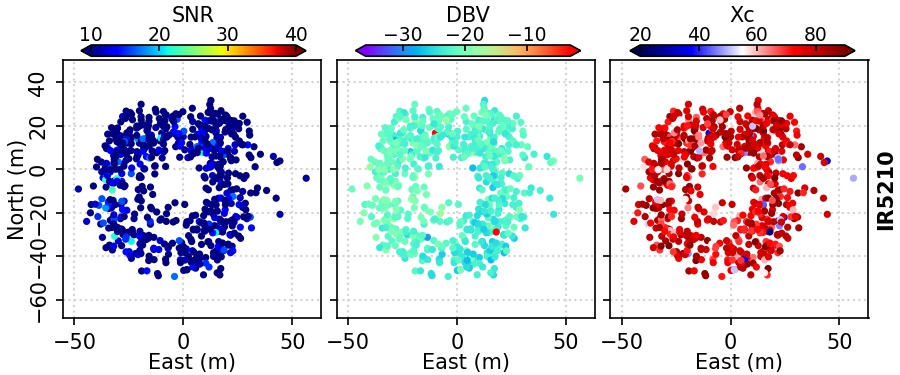 SNR DBV Xc
10 20 30 40 −30 −20 −10 20 40 60 80
40
20
0
−20
−40
−60
North (m)
−50 0 50 −50 0 50 −50 0 50
East (m) East (m) East (m)
IR5210